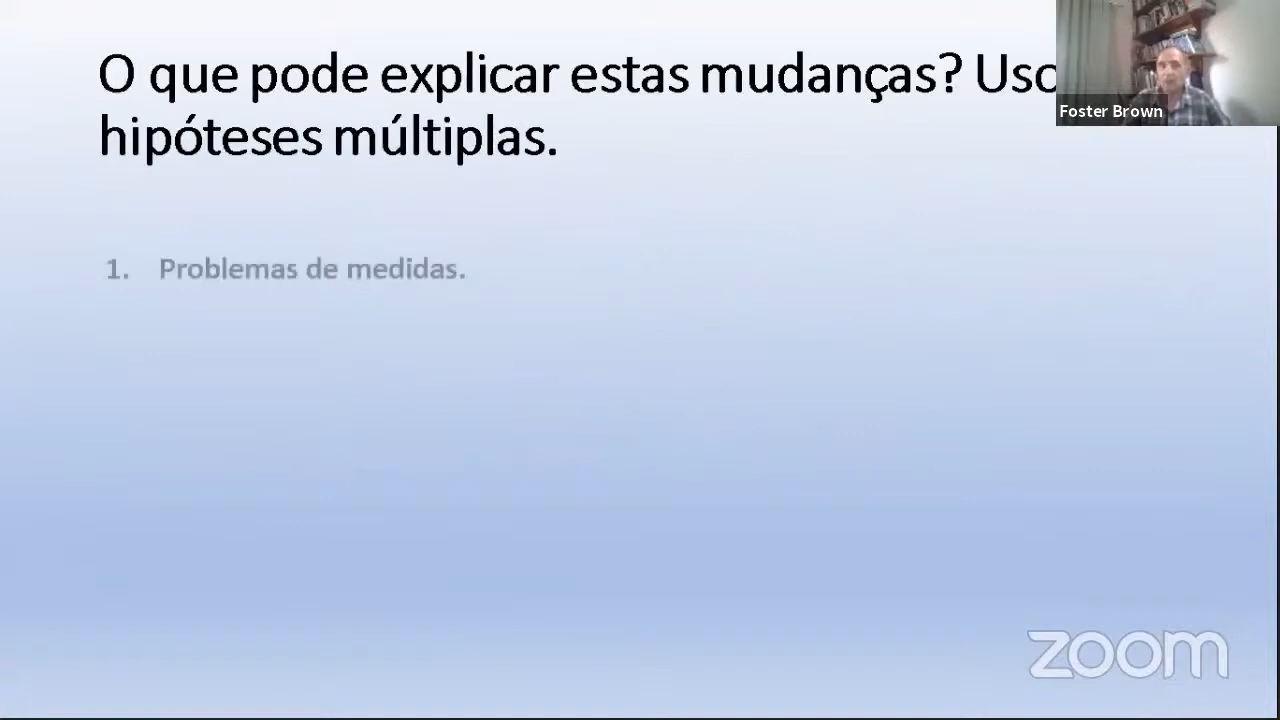 O que pode explicar estas mudanças? Uso
hipóteses múltiplas.
Foster Brown
1. Problemas de medidas.
zoom